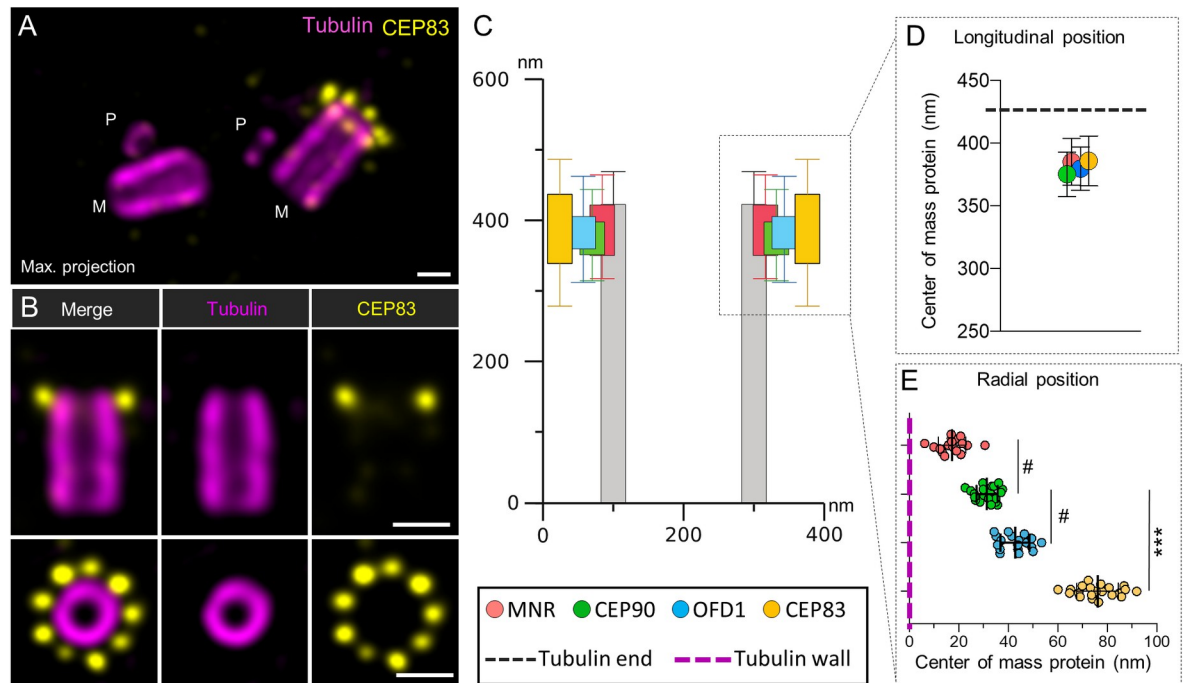 A
Tubulin CEP83
P
M
P
M
Max. projection
B
Merge
Tubulin
CEP83
C
nm
600
400
200
0
nm
0
200
400
D
Longitudinal position
Center of mass protein (nm)
450
400
350
300
250
E
Radial position
#
#
***
0
20
40
60
80
100
Center of mass protein (nm)
MNR CEP90 OFD1 CEP83
Tubulin end Tubulin wall